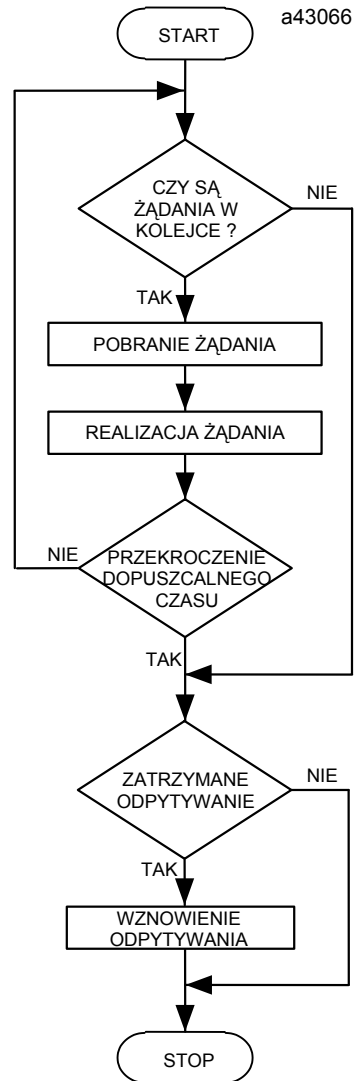 START
a43066
CZY SĄ
ŻĄDANIA W
KOLEJCE ?
NIE
TAK
POBRANIE ŻĄDANIA
REALIZACJA ŻĄDANIA
NIE
PRZEKROCZENIE
DOPUSZCALNEGO
CZASU
TAK
ZATRZYMANE
ODPYTYWANIE
NIE
TAK
WZNOWIENIE
ODPYTYWANIA
STOP